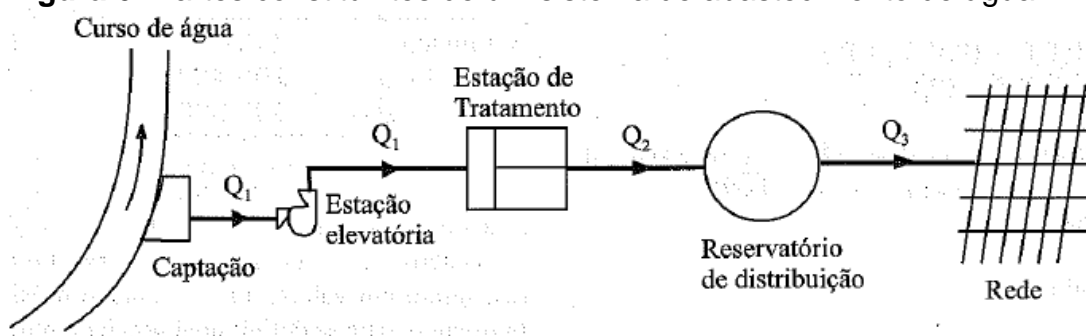 Curso de água
Estação de
Tratamento
Q₁
Q₂
Q₃
Q₁
Estação
elevatória
Captação
Reservatório
de distribuição
Rede